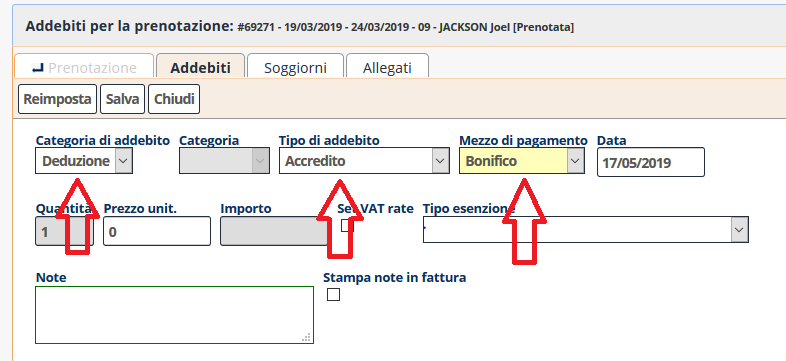 Addebiti per la prenotazione: #69271 - 19/03/2019 - 24/03/2019 - 09 - JACKSON Joel [Prenotata]
Prenotazione Addebiti Soggiorni Allegati
Reimposta Salva Chiudi
Categoria di addebito Categoria Tipo di addebito Mezzo di pagamento Data
Deduzione Accredito Bonifico 17/05/2019
Quantità Prezzo unit. Importo Set VAT rate Tipo esenzione
1 0
Note Stampa note in fattura